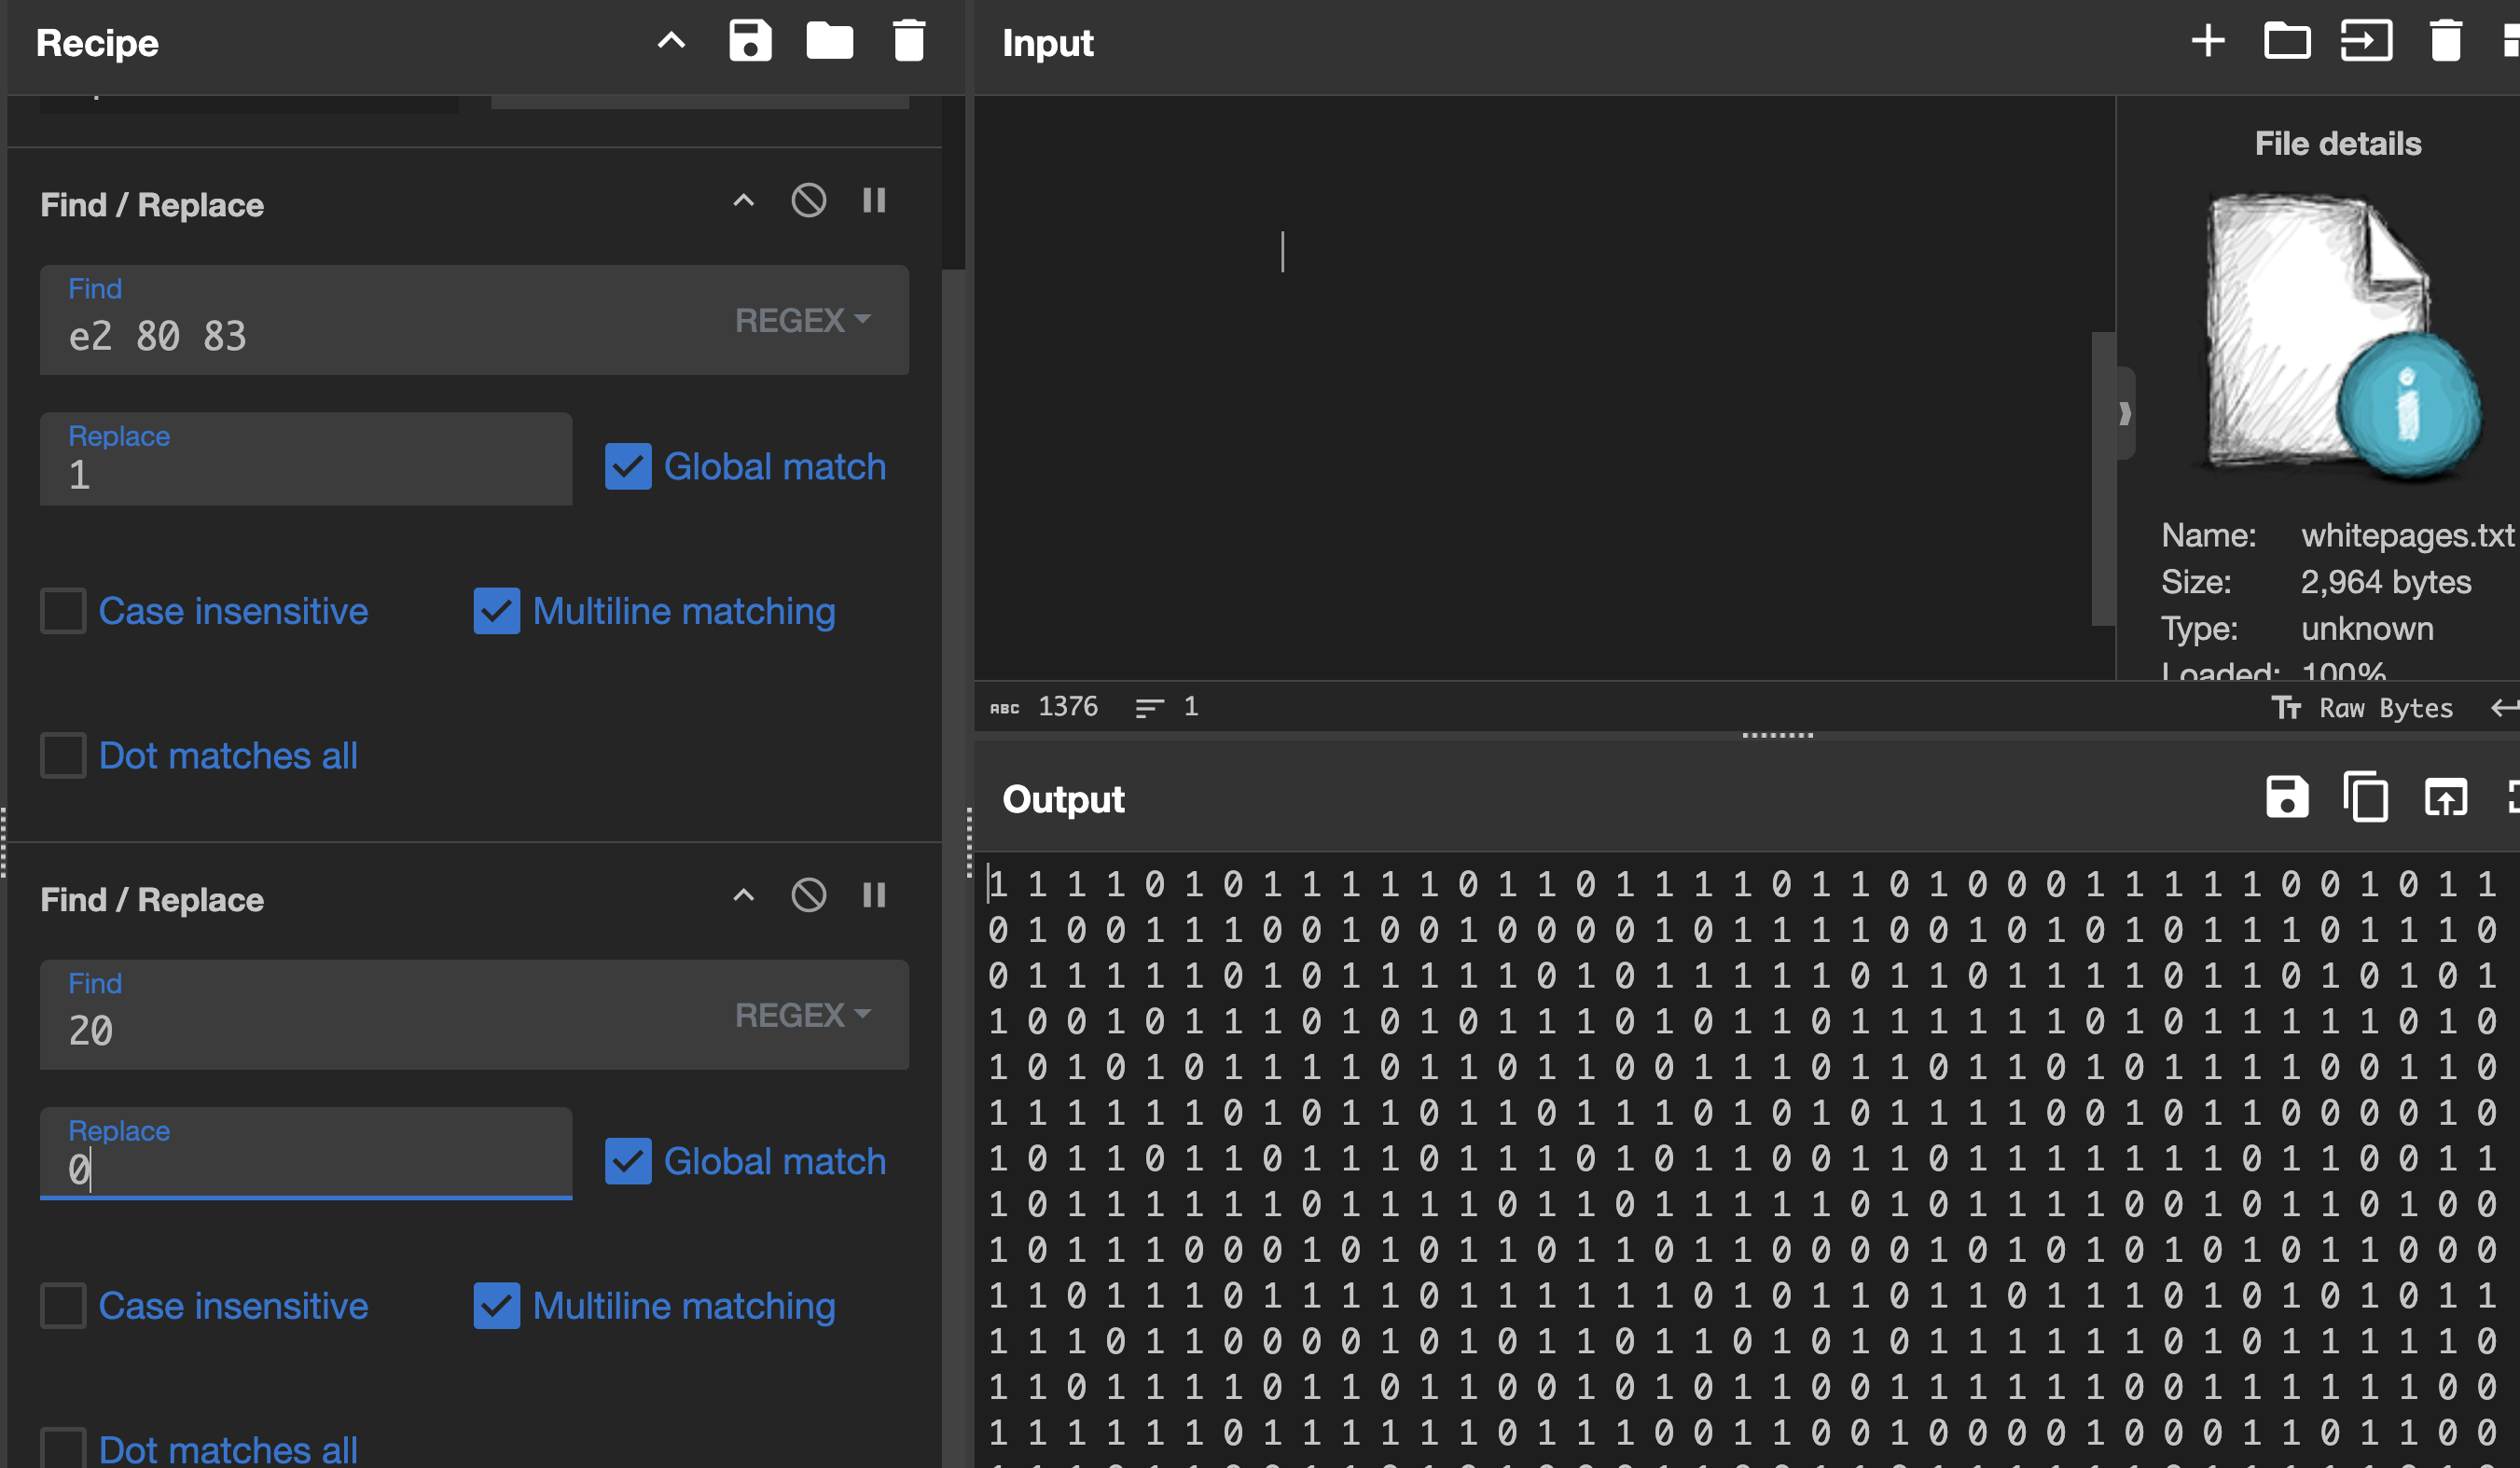 Recipe
Find / Replace
Find
e2 80 83
REGEX
Replace
1
Global match
Case insensitive
Multiline matching
Dot matches all
Find / Replace
Find
20
REGEX
Replace
0
Global match
Case insensitive
Multiline matching
Dot matches all
Input
File details
Name: whitepages.txt
Size: 2,964 bytes
Type: unknown
Loaded: 100%
ABC 1376 1
Tт Raw Bytes
Output
1 1 1 1 0 1 0 1 1 1 1 1 0 1 1 0 1 1 1 1 0 1 1 0 1 0 0 0 1 1 1 1 1 0 0 1 0 1 1
0 1 0 0 1 1 1 0 0 1 0 0 1 0 0 0 0 1 0 1 1 1 1 0 0 1 0 1 0 1 0 1 1 1 0 1 1 1 0
0 1 1 1 1 1 0 1 0 1 1 1 1 1 0 1 0 1 1 1 1 1 0 1 1 0 1 1 1 1 0 1 1 0 1 0 1 0 1
1 0 0 1 0 1 1 1 0 1 0 1 0 1 1 1 0 1 0 1 1 0 1 1 1 1 1 1 0 1 0 1 1 1 1 1 0 1 0
1 0 1 0 1 0 1 1 1 1 0 1 1 0 1 1 0 0 1 1 1 0 1 1 0 1 1 0 1 0 1 1 1 1 0 0 1 1 0
1 1 1 1 1 1 0 1 0 1 1 0 1 1 0 1 1 1 0 1 0 1 0 1 1 1 1 0 0 1 0 1 1 0 0 0 0 1 0
1 0 1 1 0 1 1 0 1 1 1 0 1 1 1 0 1 0 1 1 0 0 1 1 0 1 1 1 1 1 1 1 0 1 1 0 0 1 1
1 0 1 1 1 1 1 1 0 1 1 1 1 0 1 1 0 1 1 1 1 1 0 1 0 1 1 1 1 0 0 1 0 1 1 0 1 0 0
1 0 1 1 1 0 0 0 1 0 1 0 1 1 0 1 1 0 1 1 0 0 0 0 1 0 1 0 1 0 1 0 1 0 1 1 0 0 0
1 1 0 1 1 1 0 1 1 1 1 0 1 1 1 1 1 1 0 1 0 1 1 0 1 1 0 1 1 1 0 1 0 1 0 1 0 1 1
1 1 1 0 1 1 0 0 0 0 1 0 1 0 1 1 0 1 1 0 1 0 1 0 1 1 1 1 1 1 0 1 0 1 1 1 1 1 0
1 1 0 1 1 1 1 0 1 1 0 1 1 0 0 1 0 1 0 1 1 0 0 1 1 1 1 1 1 0 0 1 1 1 1 1 1 0 0
1 1 1 1 1 1 0 1 1 1 1 1 1 0 1 1 1 0 0 1 1 0 0 1 0 0 0 0 1 0 0 0 1 1 0 1 1 0 0